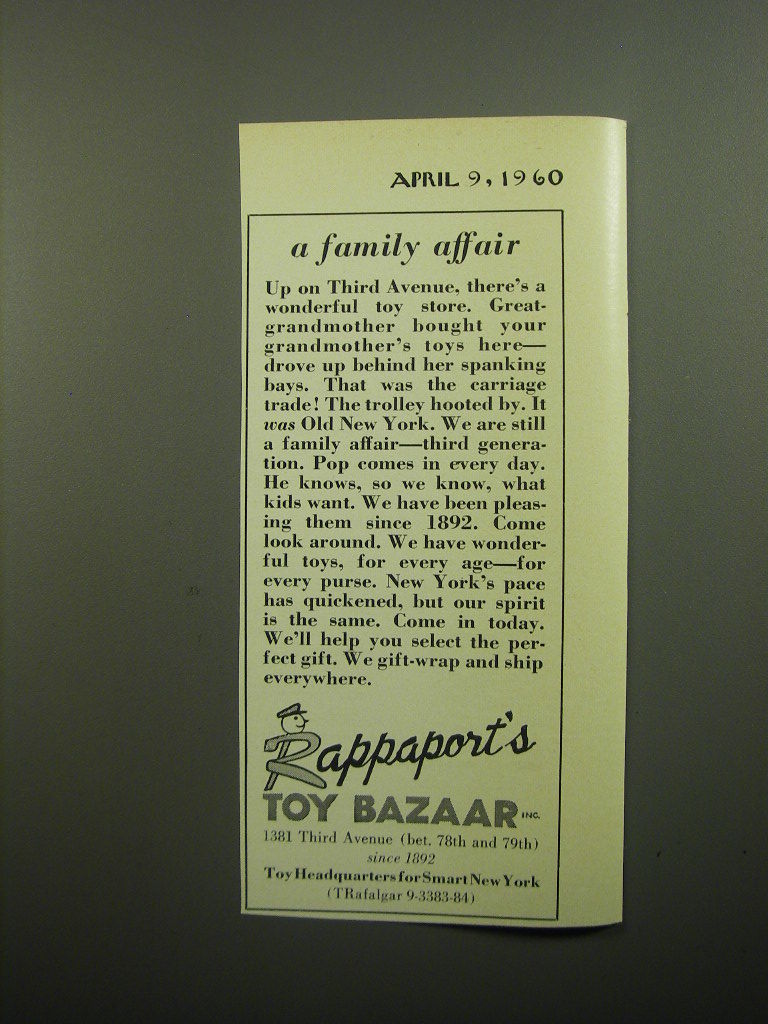 APRIL 9, 1960
a family affair
Up on Third Avenue, there's a
wonderful toy store. Great-
grandmother bought your
grandmother's toys here—
drove up behind her spanking
bays. That was the carriage
trade! The trolley hooted by. It
was Old New York. We are still
a family affair—third genera-
tion. Pop comes in every day.
He knows, so we know, what
kids want. We have been pleas-
ing them since 1892. Come
look around. We have wonder-
ful toys, for every age—for
every purse. New York's pace
has quickened, but our spirit
is the same. Come in today.
We'll help you select the per-
fect gift. We gift-wrap and ship
everywhere.
Rappaport's
TOY BAZAAR INC.
1381 Third Avenue (bet. 78th and 79th)
since 1892
Toy Headquarters for Smart New York
(TRafalgar 9-3383-84)